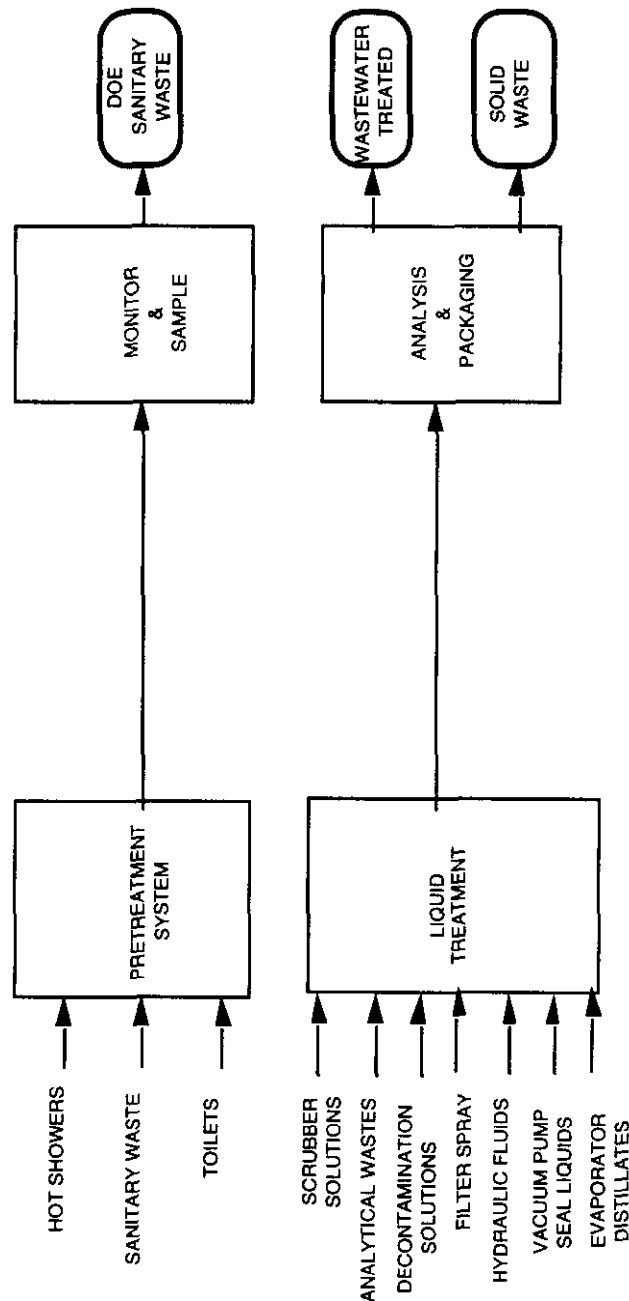 HOT SHOWERS
SANITARY WASTE
TOILETS
PRETREATMENT
SYSTEM
MONITOR
&
SAMPLE
DOE
SANITARY
WASTE
SCRUBBER
SOLUTIONS
ANALYTICAL WASTES
DECONTAMINATION
SOLUTIONS
FILTER SPRAY
HYDRAULIC FLUIDS
VACUUM PUMP
SEAL LIQUIDS
EVAPORATOR
DISTILLATES
LIQUID
TREATMENT
ANALYSIS
&
PACKAGING
WASTEWATER
TREATED
SOLID
WASTE